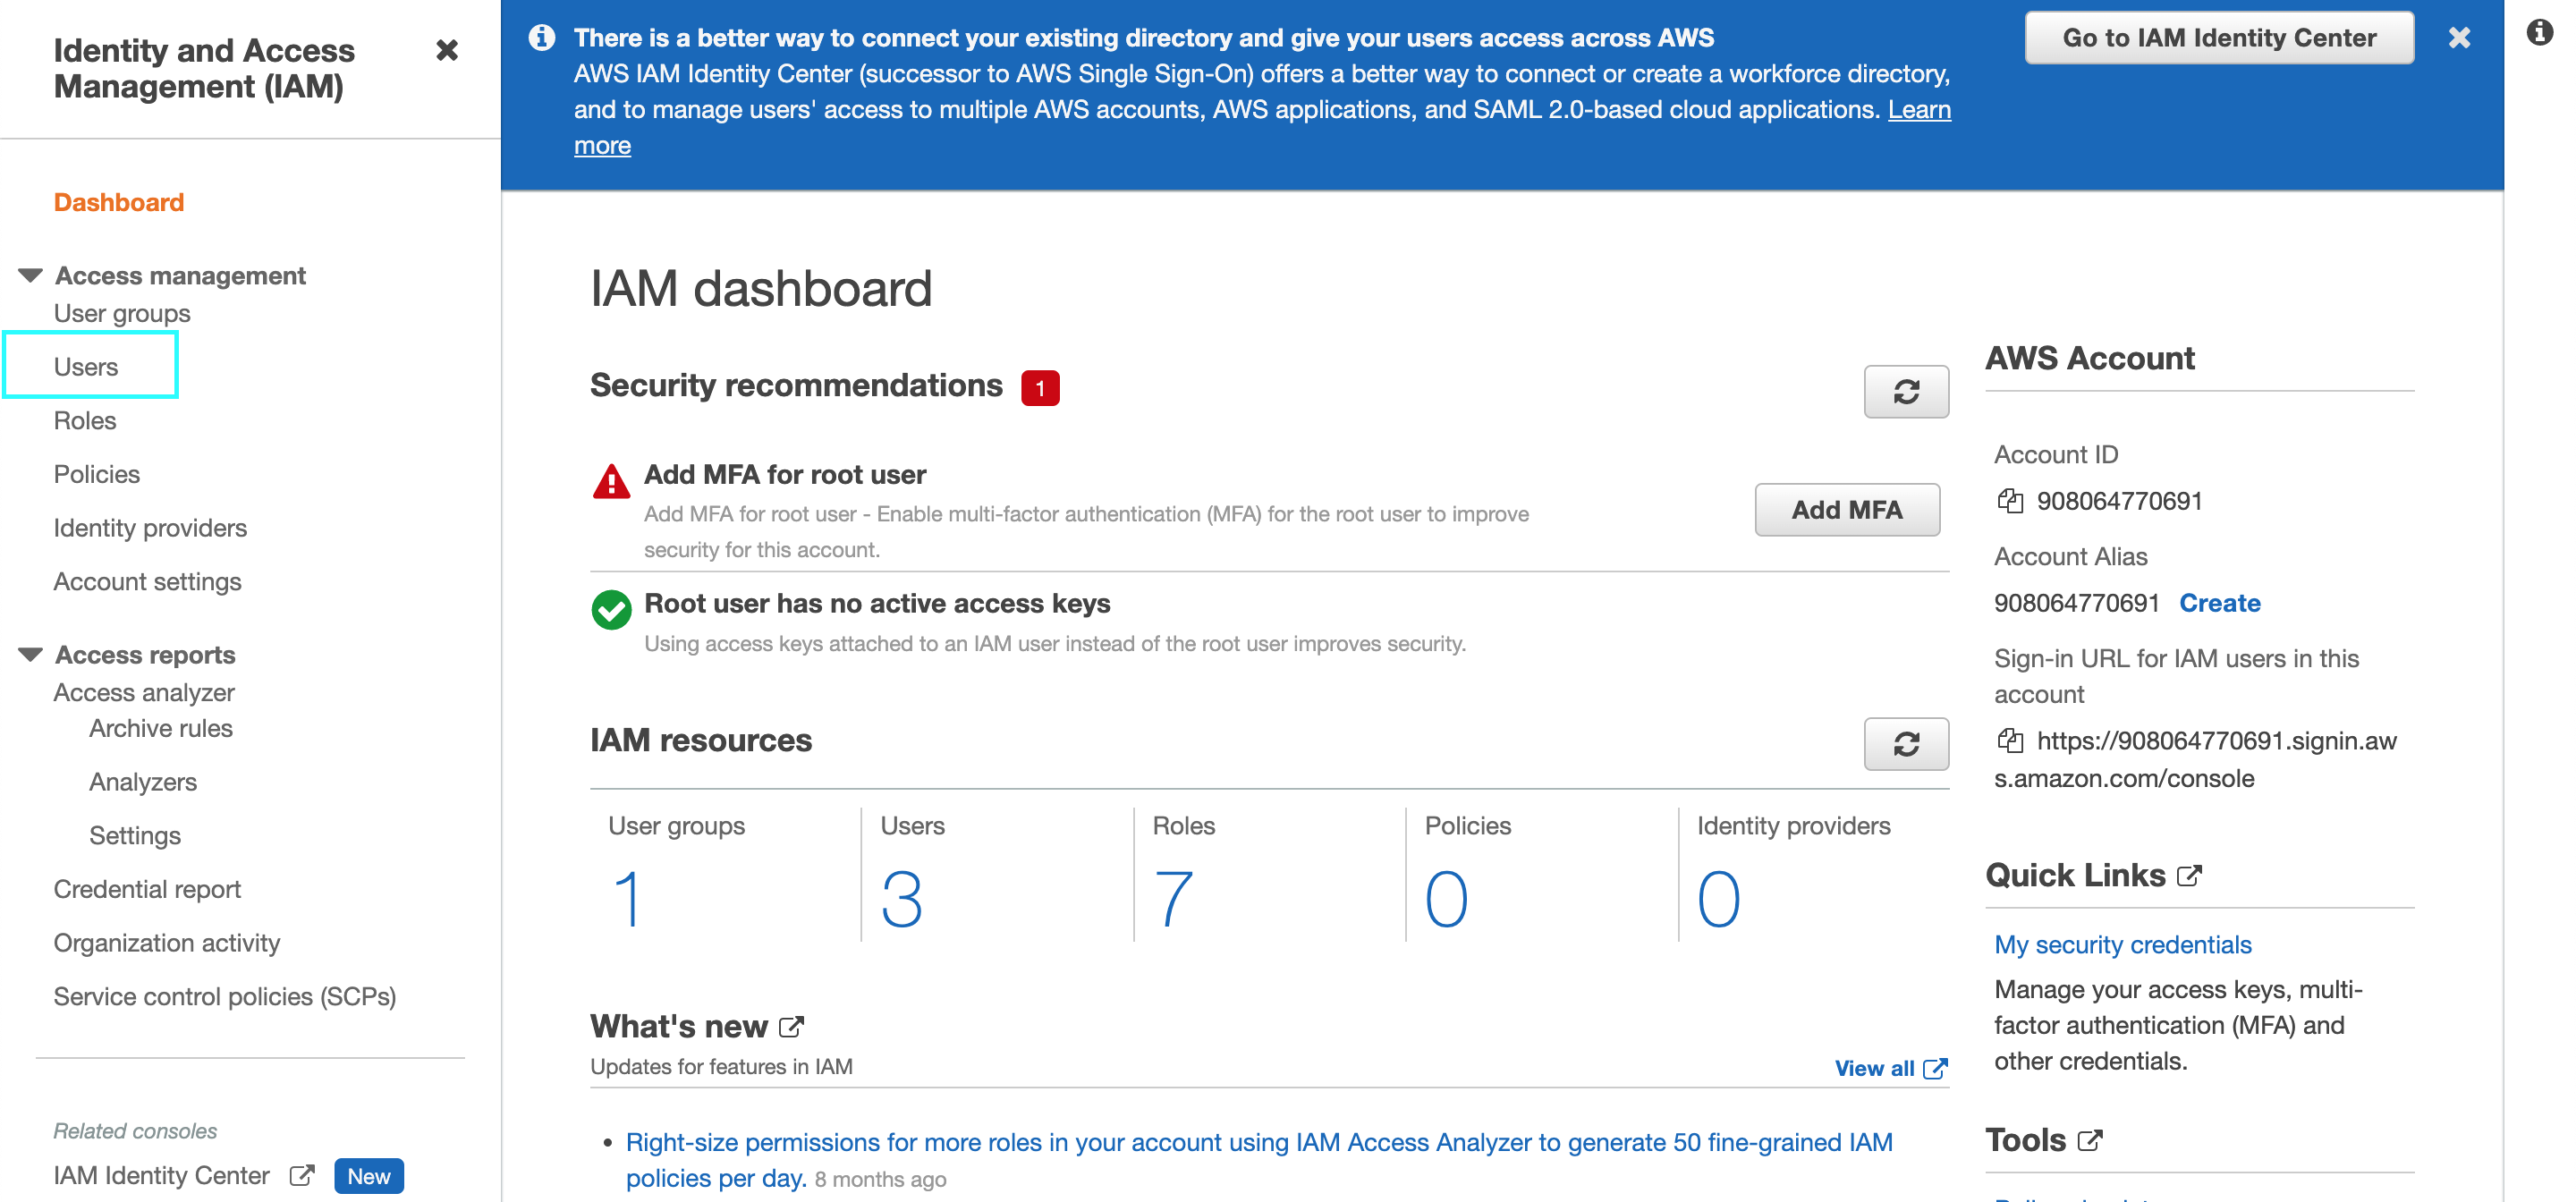 Identity and Access
Management (IAM)
Dashboard
Access management
User groups
Users
Roles
Policies
Identity providers
Account settings
Access reports
Access analyzer
Archive rules
Analyzers
Settings
Credential report
Organization activity
Service control policies (SCPs)
Related consoles
IAM Identity Center New
There is a better way to connect your existing directory and give your users access across AWS
AWS IAM Identity Center (successor to AWS Single Sign-On) offers a better way to connect or create a workforce directory,
and to manage users' access to multiple AWS accounts, AWS applications, and SAML 2.0-based cloud applications. Learn
more
Go to IAM Identity Center
IAM dashboard
Security recommendations 1
Add MFA for root user
Add MFA for root user - Enable multi-factor authentication (MFA) for the root user to improve
security for this account.
Add MFA
Root user has no active access keys
Using access keys attached to an IAM user instead of the root user improves security.
IAM resources
User groups Users Roles Policies Identity providers
1 3 7 0 0
What's new
Updates for features in IAM
View all
• Right-size permissions for more roles in your account using IAM Access Analyzer to generate 50 fine-grained IAM
policies per day. 8 months ago
AWS Account
Account ID
908064770691
Account Alias
908064770691 Create
Sign-in URL for IAM users in this
account
https://908064770691.signin.aw
s.amazon.com/console
Quick Links
My security credentials
Manage your access keys, multi-
factor authentication (MFA) and
other credentials.
Tools